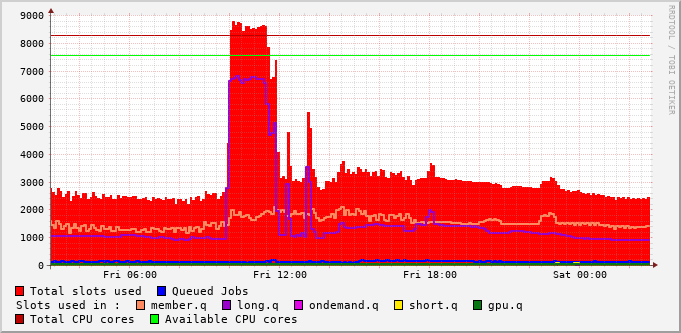 9000
8000
7000
6000
5000
4000
3000
2000
1000
0
Fri 06:00 Fri 12:00 Fri 18:00 Sat 00:00
RRDTOOL / TOBI OETIKER
Total slots used Queued Jobs
Slots used in : member.q long.q ondemand.q short.q gpu.q
Total CPU cores Available CPU cores